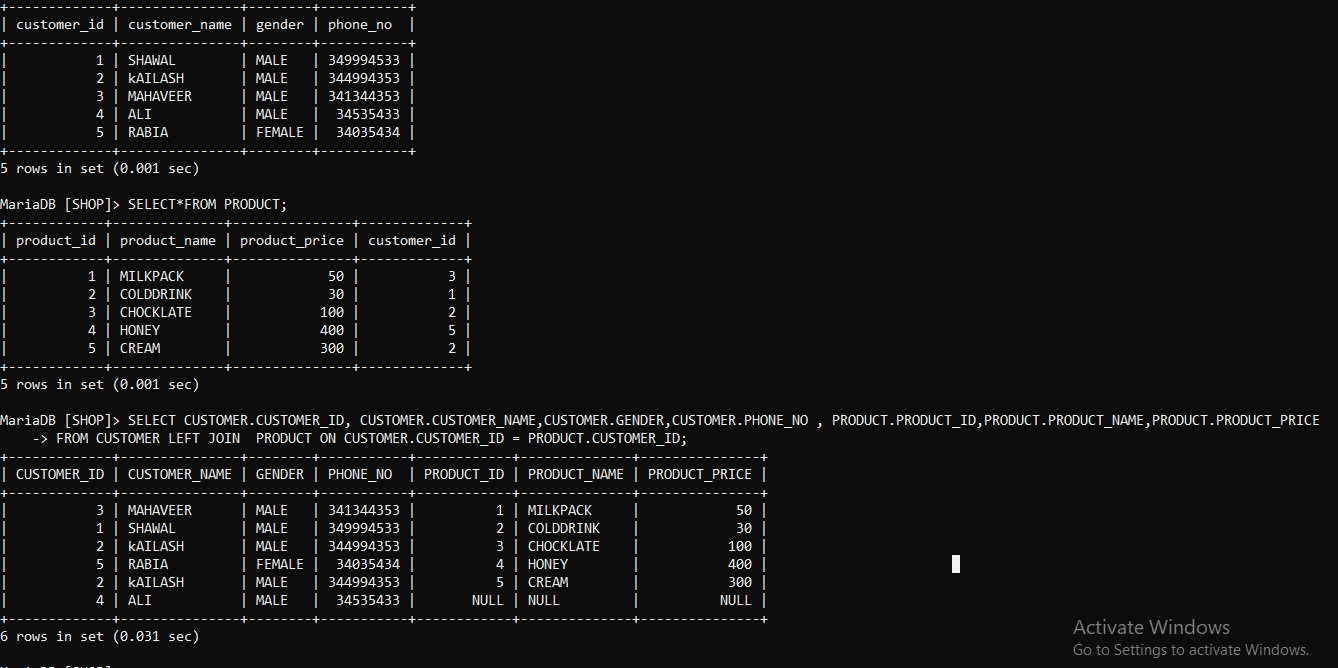 +-------------+---------------+--------+-----------+
| customer_id | customer_name | gender | phone_no  |
+-------------+---------------+--------+-----------+
|           1 | SHAWAL        | MALE   | 349994533 |
|           2 | kAILASH       | MALE   | 344994353 |
|           3 | MAHAVEER      | MALE   | 341344353 |
|           4 | ALI           | MALE   |  34535433 |
|           5 | RABIA         | FEMALE |  34035434 |
+-------------+---------------+--------+-----------+
5 rows in set (0.001 sec)

MariaDB [SHOP]> SELECT*FROM PRODUCT;
+------------+--------------+---------------+-------------+
| product_id | product_name | product_price | customer_id |
+------------+--------------+---------------+-------------+
|          1 | MILKPACK     |            50 |           3 |
|          2 | COLDDRINK    |            30 |           1 |
|          3 | CHOCKLATE    |           100 |           2 |
|          4 | HONEY        |           400 |           5 |
|          5 | CREAM        |           300 |           2 |
+------------+--------------+---------------+-------------+
5 rows in set (0.001 sec)

MariaDB [SHOP]> SELECT CUSTOMER.CUSTOMER_ID, CUSTOMER.CUSTOMER_NAME,CUSTOMER.GENDER,CUSTOMER.PHONE_NO , PRODUCT.PRODUCT_ID,PRODUCT.PRODUCT_NAME,PRODUCT.PRODUCT_PRICE
    -> FROM CUSTOMER LEFT JOIN  PRODUCT ON CUSTOMER.CUSTOMER_ID = PRODUCT.CUSTOMER_ID;
+-------------+---------------+--------+-----------+------------+--------------+---------------+
| CUSTOMER_ID | CUSTOMER_NAME | GENDER | PHONE_NO  | PRODUCT_ID | PRODUCT_NAME | PRODUCT_PRICE |
+-------------+---------------+--------+-----------+------------+--------------+---------------+
|           3 | MAHAVEER      | MALE   | 341344353 |          1 | MILKPACK     |            50 |
|           1 | SHAWAL        | MALE   | 349994533 |          2 | COLDDRINK    |            30 |
|           2 | kAILASH       | MALE   | 344994353 |          3 | CHOCKLATE    |           100 |
|           5 | RABIA         | FEMALE |  34035434 |          4 | HONEY        |           400 |
|           2 | kAILASH       | MALE   | 344994353 |          5 | CREAM        |           300 |
|           4 | ALI           | MALE   |  34535433 |       NULL | NULL         |          NULL |
+-------------+---------------+--------+-----------+------------+--------------+---------------+
6 rows in set (0.031 sec)
Activate Windows
Go to Settings to activate Windows.